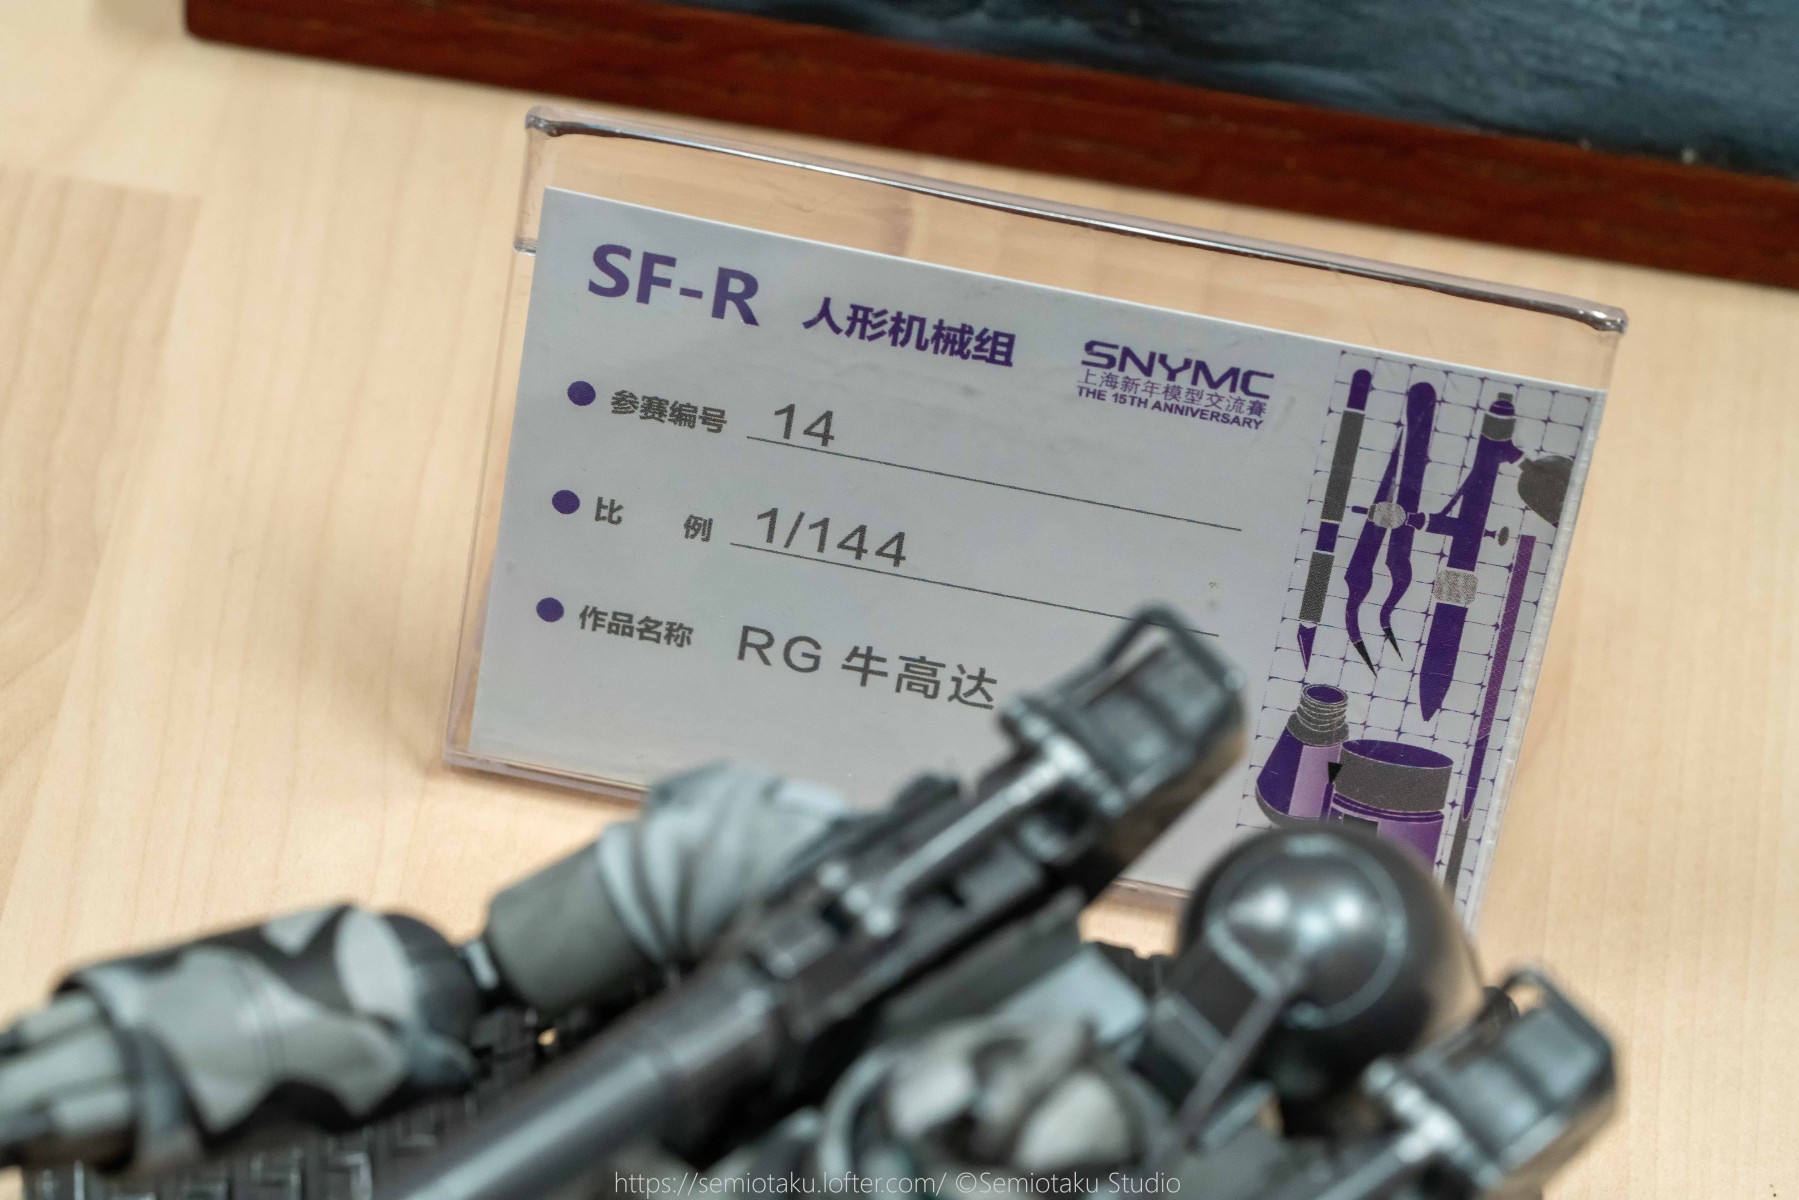 SF-R 人形机械组
SNYMC
上海新年模型交流賽
THE 15TH ANNIVERSARY
参赛编号 14
比 例 1/144
作品名称 RG 牛高达
https://semiotaku.lofter.com/ ©Semiotaku Studio